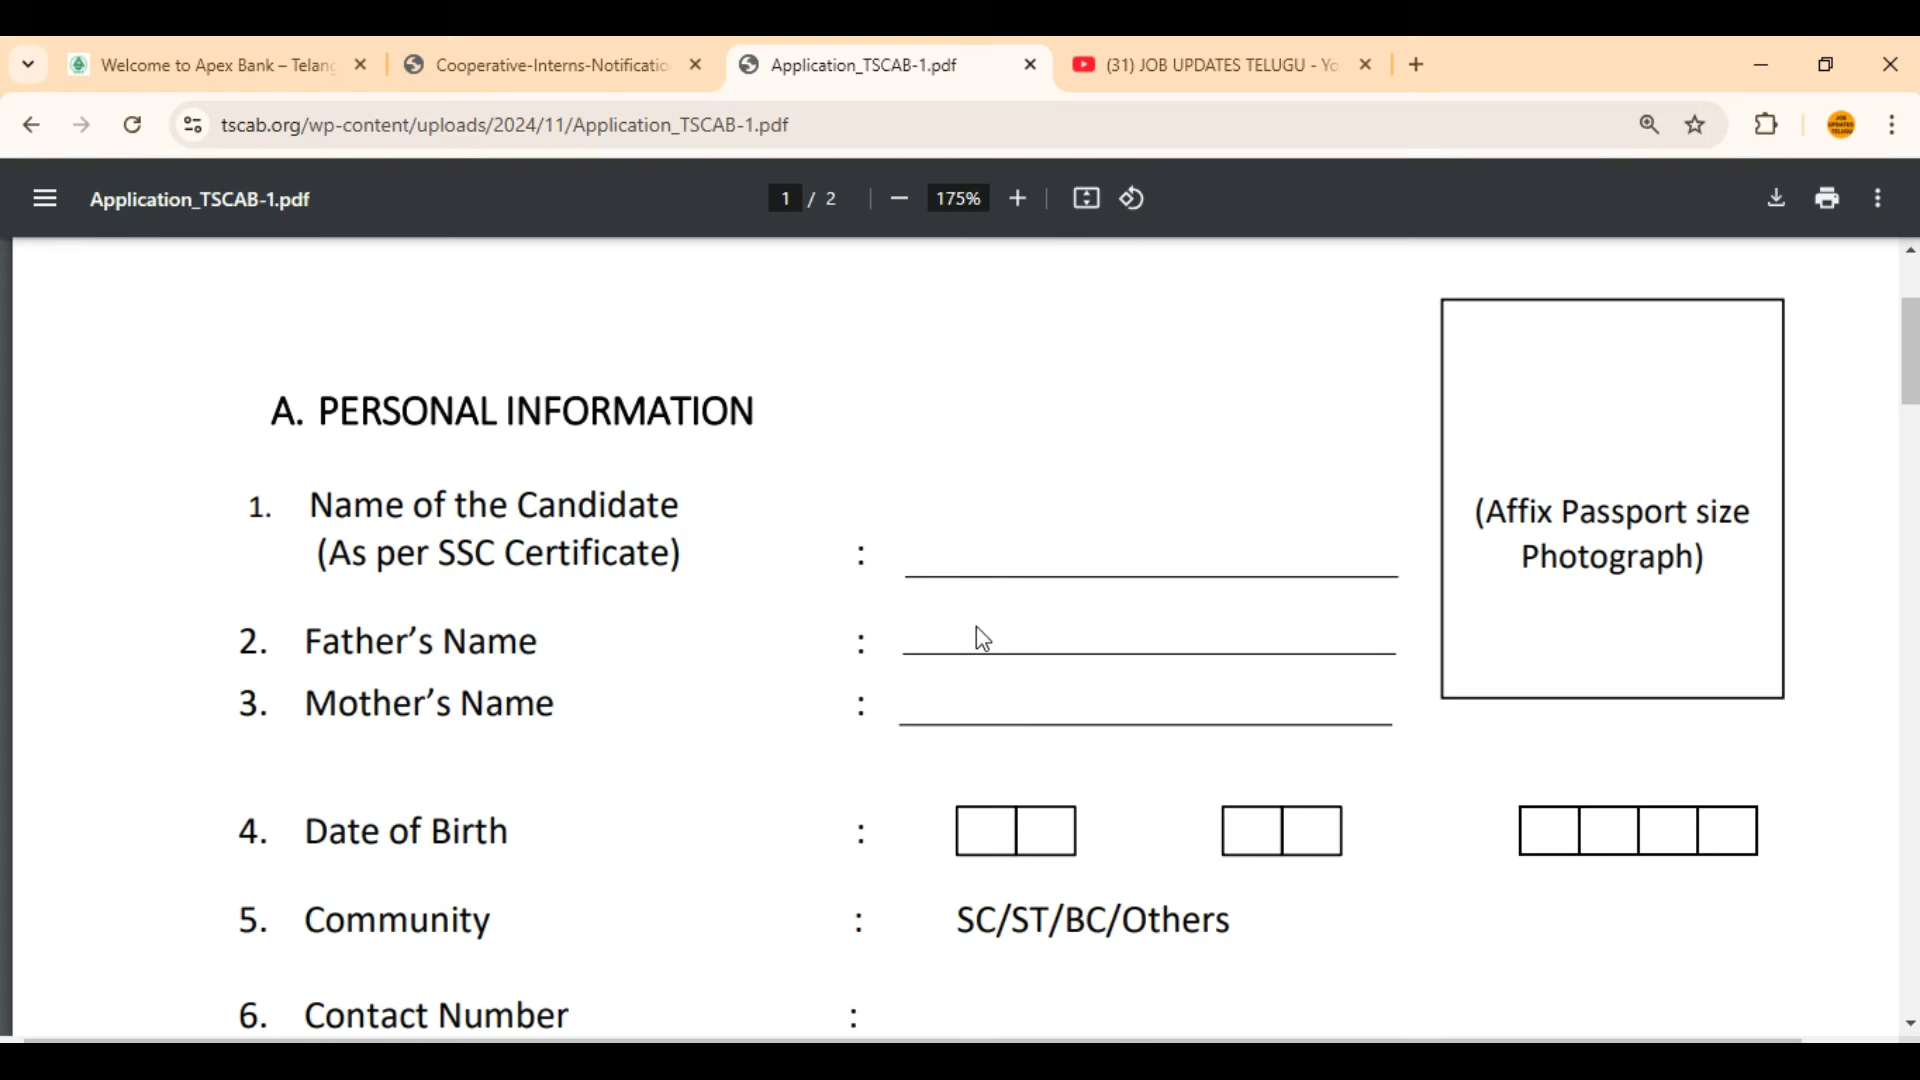 Welcome to Apex Bank – Telang
Cooperative-Interns-Notificatio
Application_TSCAB-1.pdf
(31) JOB UPDATES TELUGU - Yo
tscab.org/wp-content/uploads/2024/11/Application_TSCAB-1.pdf
Application_TSCAB-1.pdf
1 / 2
175%
A. PERSONAL INFORMATION
1. Name of the Candidate
(As per SSC Certificate) :
(Affix Passport size
Photograph)
2. Father’s Name :
3. Mother’s Name :
4. Date of Birth :
5. Community : SC/ST/BC/Others
6. Contact Number :